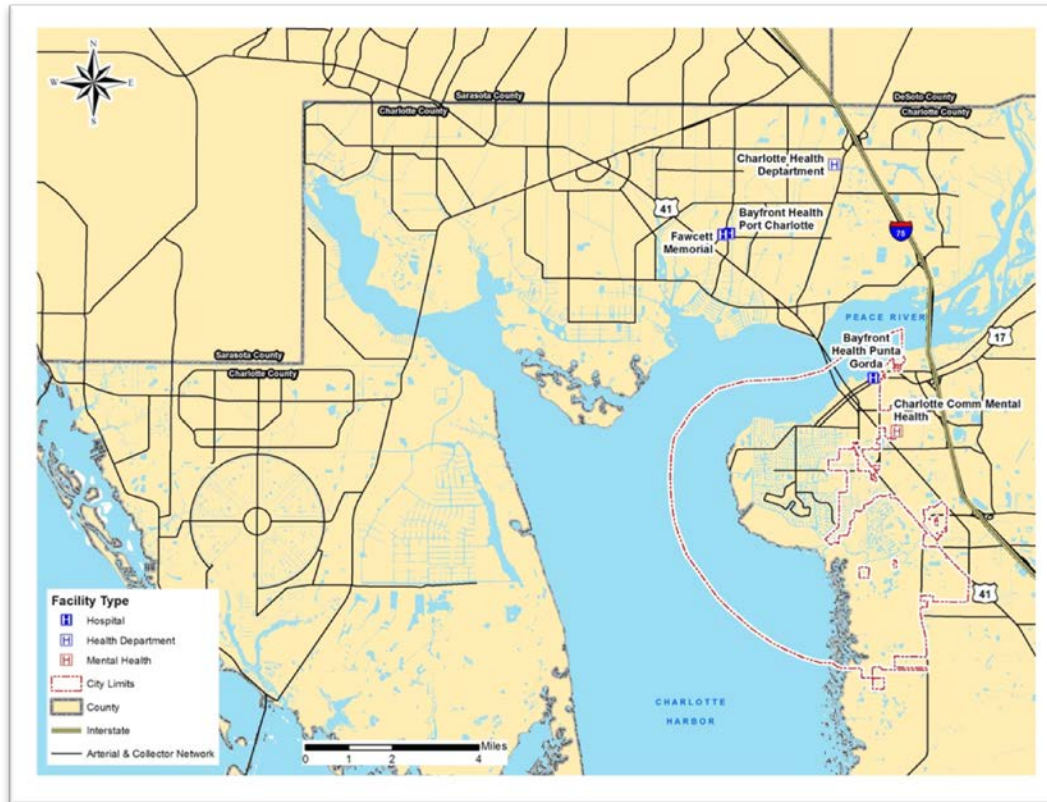 N
W E
S
Sarasota County
Charlotte County
DeSoto County
Charlotte County
Charlotte Health
Deptartment
41
Bayfront Health
Port Charlotte
Fawcett
Memorial
75
PEACE RIVER
17
Bayfront
Health Punta
Gorda
Sarasota County
Charlotte County
Charlotte Comm Mental
Health
41
Facility Type
H Hospital
H Health Department
H Mental Health
City Limits
County
Interstate
Arterial & Collector Network
CHARLOTTE
HARBOR
Miles
0 1 2 4